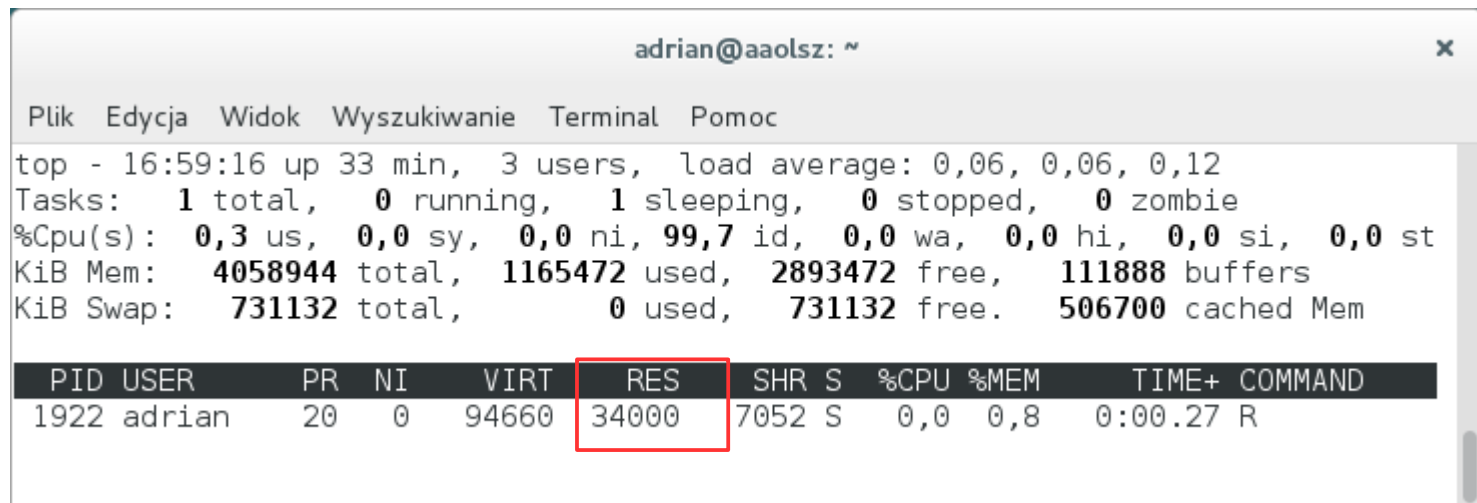 adrian@aaolsz: ~ ×
Plik Edycja Widok Wyszukiwanie Terminal Pomoc
top - 16:59:16 up 33 min, 3 users, load average: 0,06, 0,06, 0,12
Tasks: 1 total, 0 running, 1 sleeping, 0 stopped, 0 zombie
%Cpu(s): 0,3 us, 0,0 sy, 0,0 ni, 99,7 id, 0,0 wa, 0,0 hi, 0,0 si, 0,0 st
KiB Mem: 4058944 total, 1165472 used, 2893472 free, 111888 buffers
KiB Swap: 731132 total, 0 used, 731132 free. 506700 cached Mem
PID USER PR NI VIRT RES SHR S %CPU %MEM TIME+ COMMAND
1922 adrian 20 0 94660 34000 7052 S 0,0 0,8 0:00.27 R